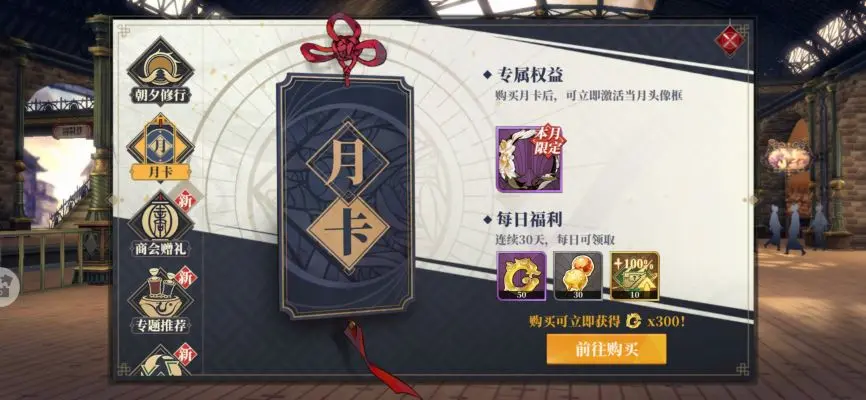 朝夕修行
月卡
新
商会赠礼
新
专题推荐
新
月
月
卡
专属权益
购买月卡后，可立即激活当月头像框
本月
限定
每日福利
连续30天，每日可领取
50
30
+100%
10
购买可立即获得 x300！
前往购买